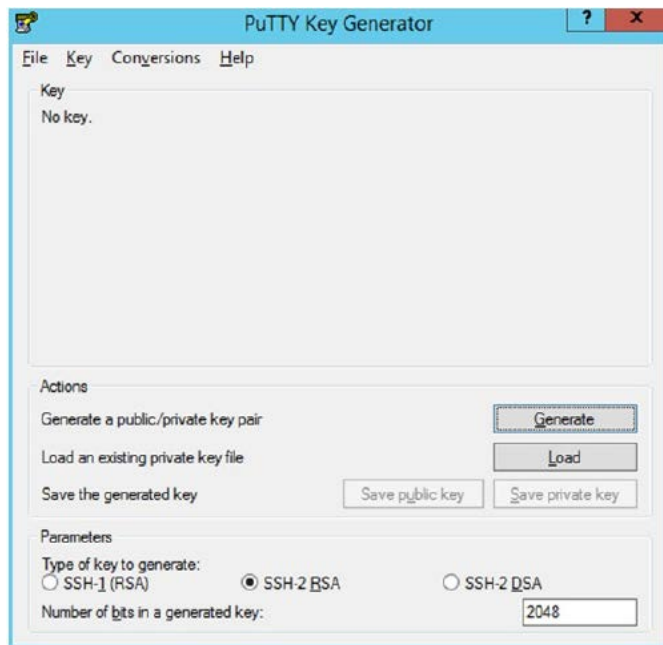 PuTTY Key Generator
? x
File Key Conversions Help
Key
No key.
Actions
Generate a public/private key pair Generate
Load an existing private key file Load
Save the generated key Save public key Save private key
Parameters
Type of key to generate:
SSH-1 (RSA) SSH-2 RSA SSH-2 DSA
Number of bits in a generated key: 2048